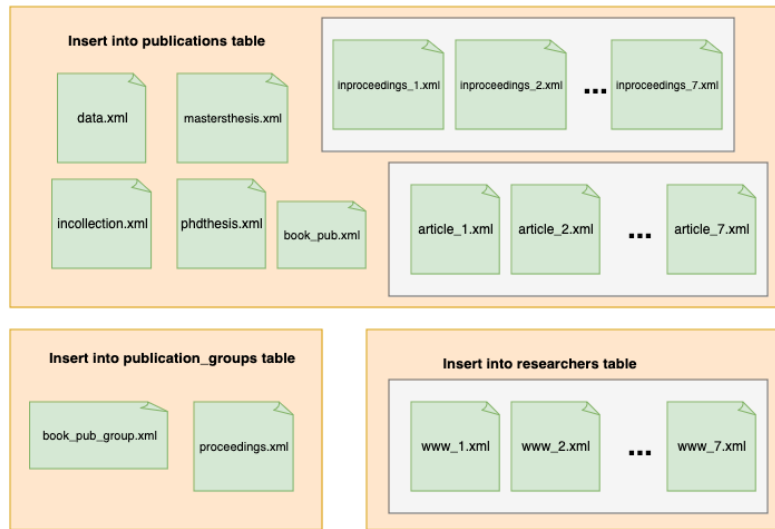 Insert into publications table
inproceedings_1.xml
inproceedings_2.xml
...
inproceedings_7.xml
data.xml
mastersthesis.xml
incollection.xml
phdthesis.xml
book_pub.xml
article_1.xml
article_2.xml
...
article_7.xml
Insert into publication_groups table
book_pub_group.xml
proceedings.xml
Insert into researchers table
www_1.xml
www_2.xml
...
www_7.xml